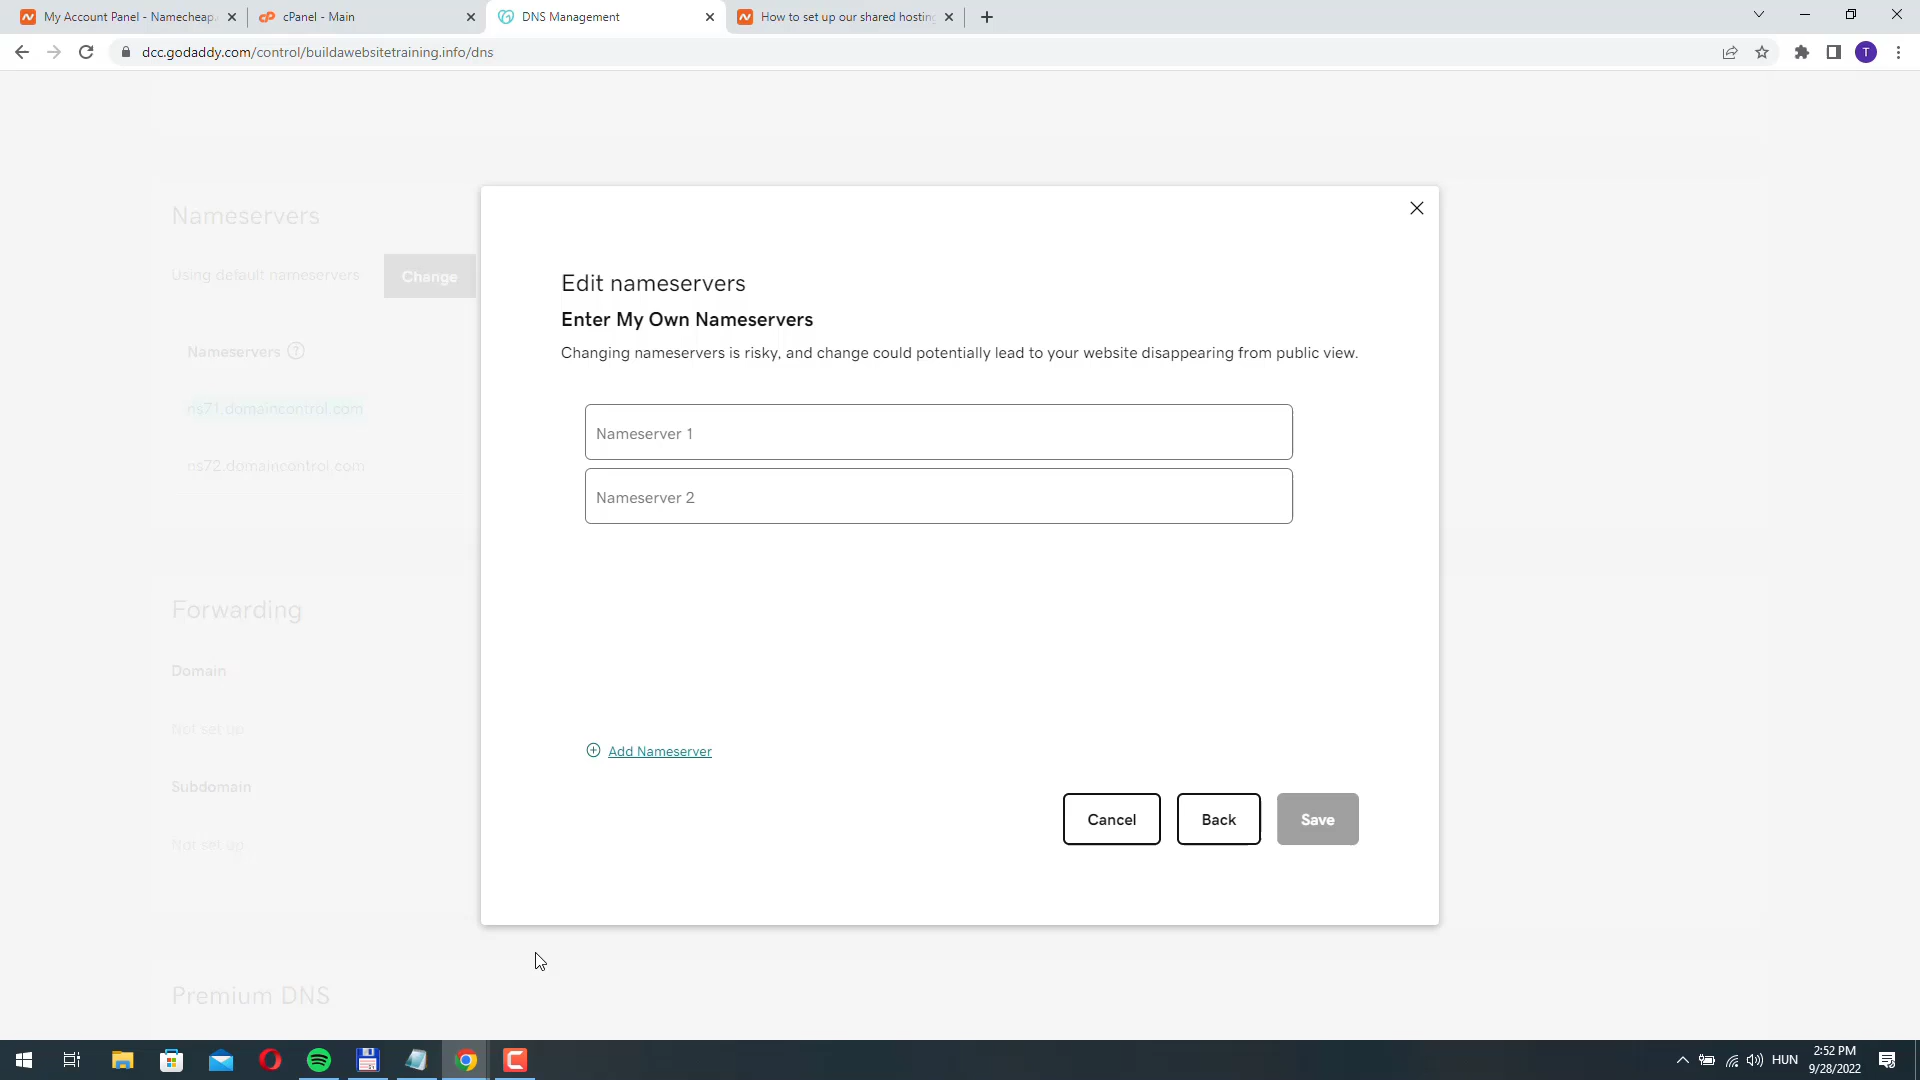 My Account Panel - Namecheap.
cPanel - Main
DNS Management
How to set up our shared hosting
dcc.godaddy.com/control/buildawebsitetraining.info/dns
T
Nameservers
Using default nameservers
Change
Nameservers ?
ns71.domaincontrol.com
ns72.domaincontrol.com
Forwarding
Domain
Not set up
Subdomain
Not set up
Premium DNS
Edit nameservers
Enter My Own Nameservers
Changing nameservers is risky, and change could potentially lead to your website disappearing from public view.
Nameserver 1
Nameserver 2
Add Nameserver
Cancel
Back
Save
HUN
2:52 PM
9/28/2022